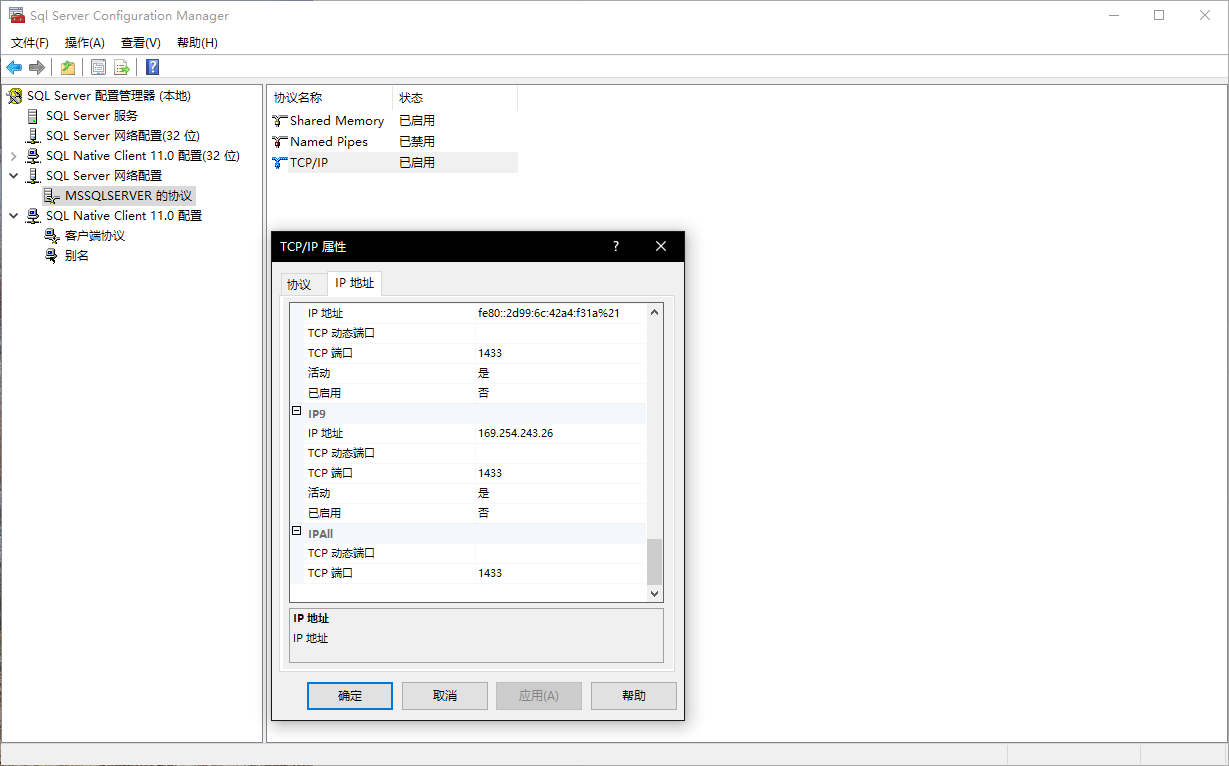 Sql Server Configuration Manager
文件(F) 操作(A) 查看(V) 帮助(H)
SQL Server 配置管理器 (本地)
SQL Server 服务
SQL Server 网络配置(32 位)
SQL Native Client 11.0 配置(32 位)
SQL Server 网络配置
MSSQLSERVER 的协议
SQL Native Client 11.0 配置
客户端协议
别名
协议名称 状态
Shared Memory 已启用
Named Pipes 已禁用
TCP/IP 已启用
TCP/IP 属性
协议 IP 地址
IP 地址 fe80::2d99:6c:42a4:f31a%21
TCP 动态端口
TCP 端口 1433
活动 是
已启用 否
IP9
IP 地址 169.254.243.26
TCP 动态端口
TCP 端口 1433
活动 是
已启用 否
IPAll
TCP 动态端口
TCP 端口 1433
IP 地址
IP 地址
确定 取消 应用(A) 帮助